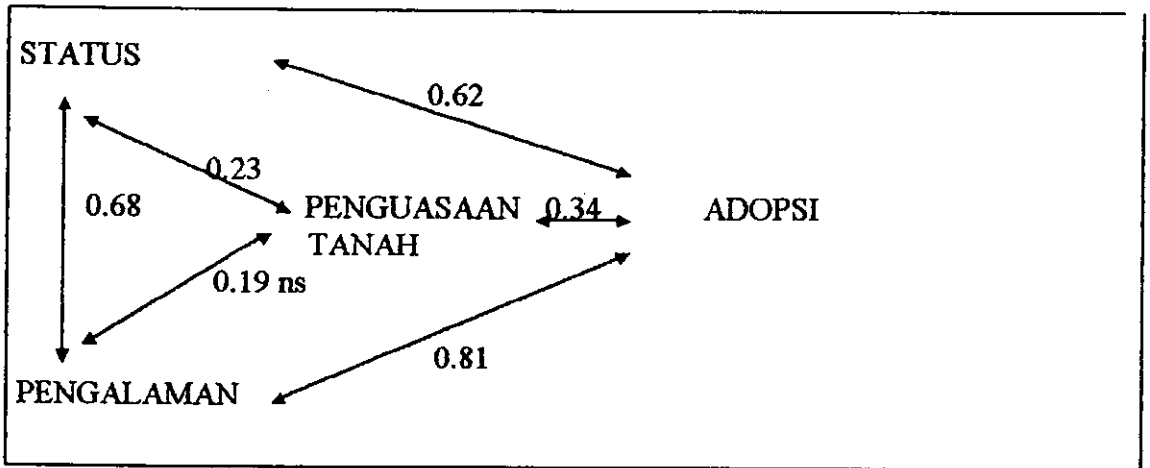 STATUS
0.62
0.23
0.68
PENGUASAAN 0.34 ADOPSI
TANAH
0.19 ns
0.81
PENGALAMAN